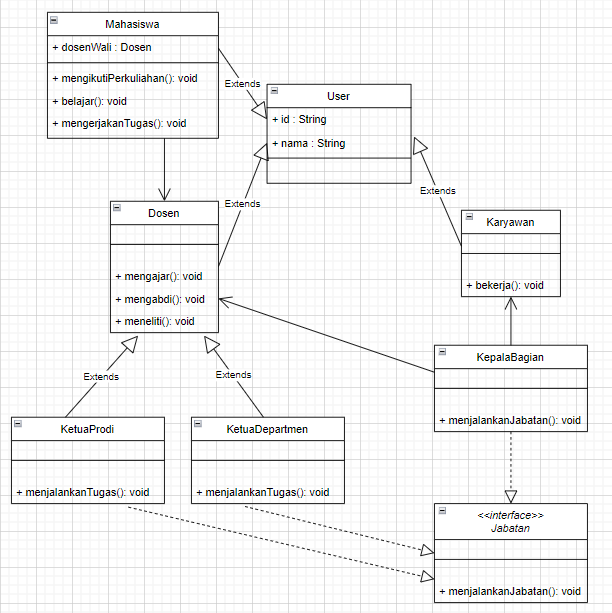 Mahasiswa
+ dosenWali : Dosen
+ mengikutiPerkuliahan(): void
+ belajar(): void
+ mengerjakanTugas(): void
Extends
User
+ id : String
+ nama : String
Extends
Extends
Dosen
+ mengajar(): void
+ mengabdi(): void
+ meneliti(): void
Karyawan
+ bekerja(): void
KepalaBagian
+ menjalankanJabatan(): void
Extends
Extends
KetuaProdi
+ menjalankanTugas(): void
KetuaDepartmen
+ menjalankanTugas(): void
<<interface>>
Jabatan
+ menjalankanJabatan(): void